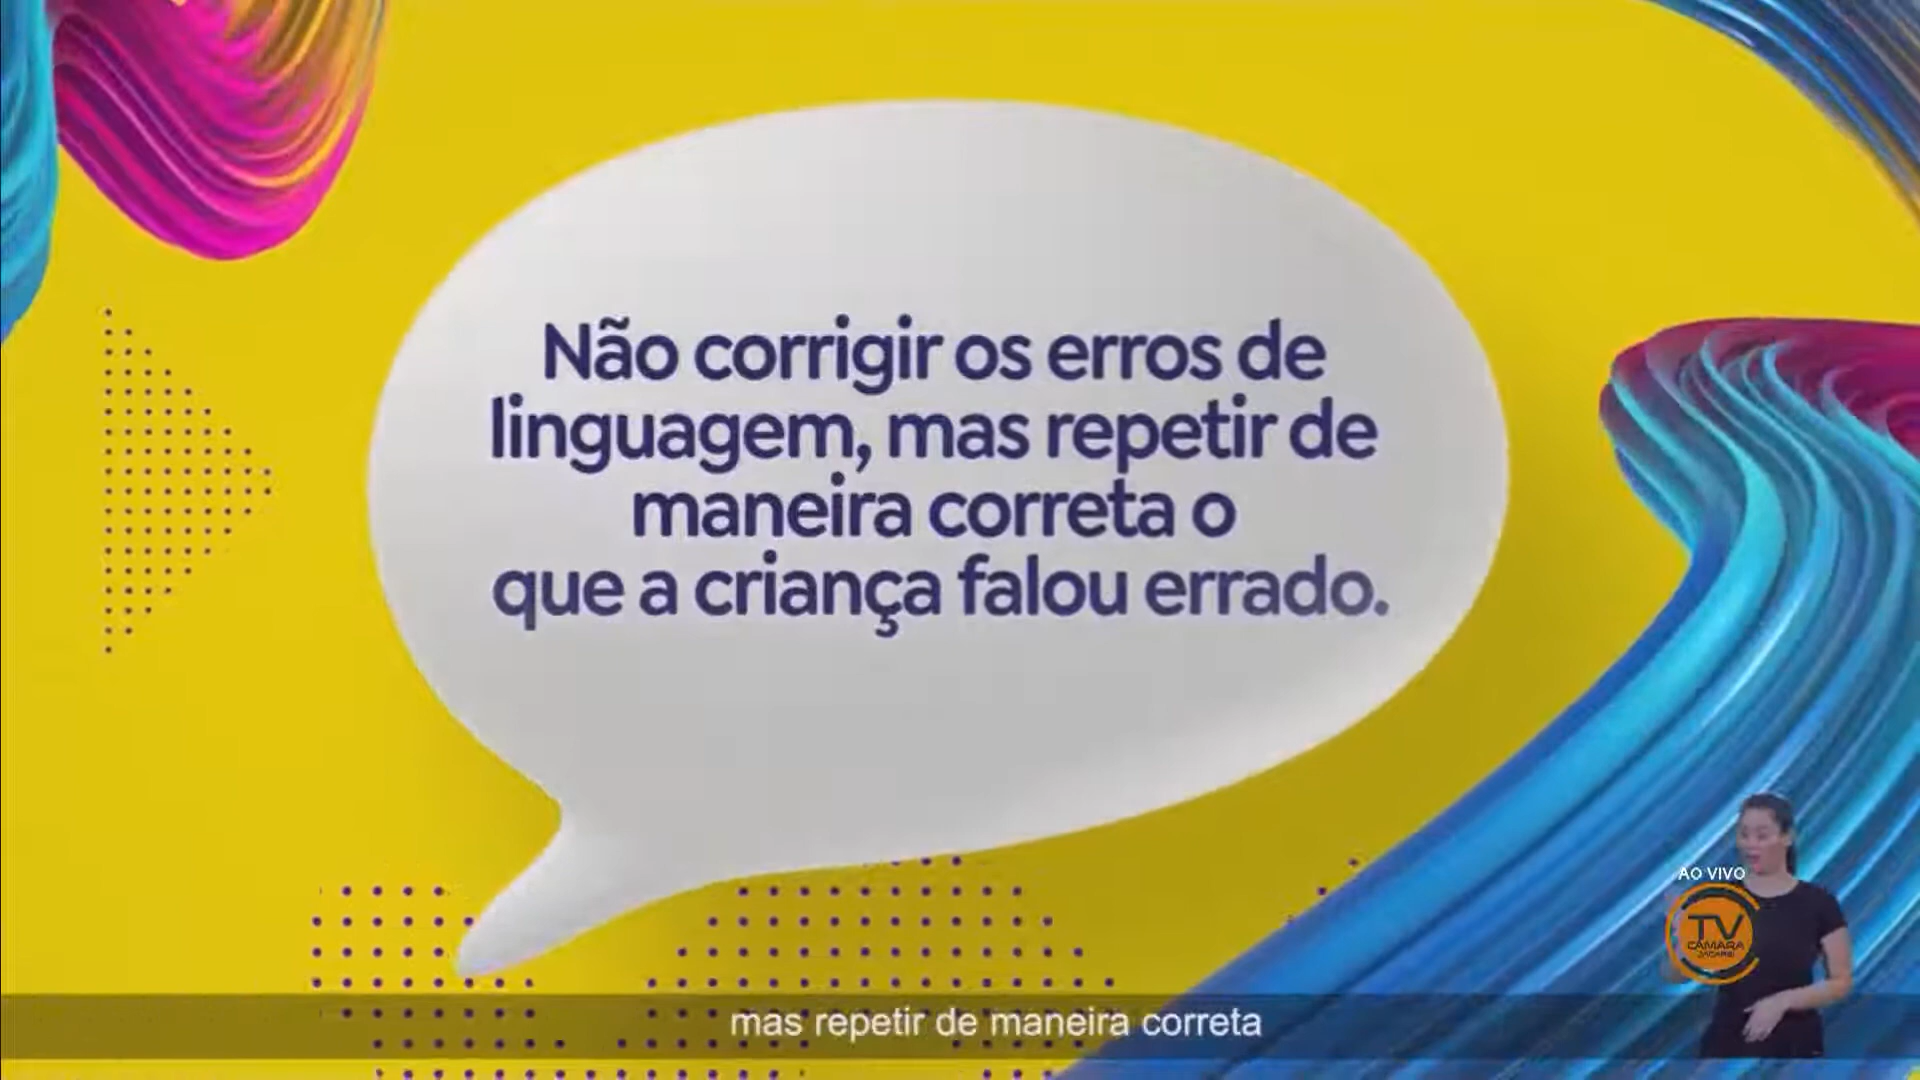 Não corrigir os erros de
linguagem, mas repetir de
maneira correta o
que a criança falou errado.
AO VIVO
TV
CÂMARA
JACAREÍ
mas repetir de maneira correta